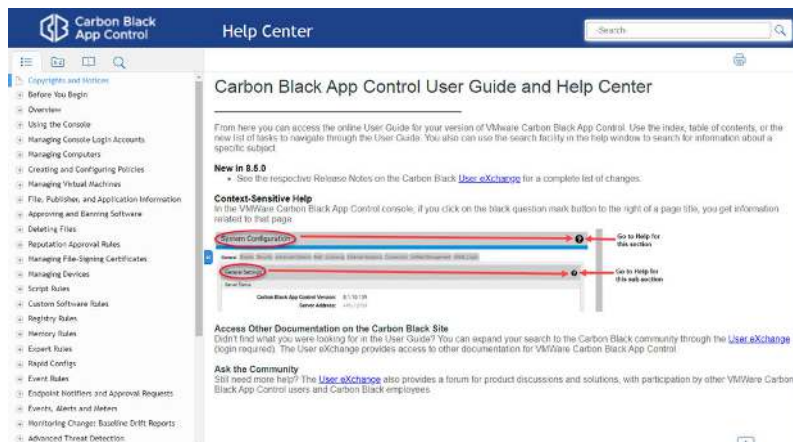 Carbon Black
App Control
Help Center
Search
Copyrights and Notices
Before You Begin
Overview
Using the Console
Managing Console Login Accounts
Managing Computers
Creating and Configuring Policies
Managing Virtual Machines
File, Publisher, and Application Information
Approving and Banning Software
Deleting Files
Reputation Approval Rules
Managing File-Signing Certificates
Managing Devices
Script Rules
Custom Software Rules
Registry Rules
Memory Rules
Expert Rules
Rapid Configs
Event Rules
Endpoint Notifiers and Approval Requests
Events, Alerts and Meters
Monitoring Change: Baseline Drift Reports
Advanced Threat Detection
Carbon Black App Control User Guide and Help Center
From here you can access the online User Guide for your version of VMware Carbon Black App Control. Use the index, table of contents, or the
new list of tasks to navigate through the User Guide. You also can use the search facility in the help window to search for information about a
specific subject.
New in 8.5.0
• See the respective Release Notes on the Carbon Black User eXchange for a complete list of changes.
Context-Sensitive Help
In the VMWare Carbon Black App Control console, if you click on the black question mark button to the right of a page title, you get information
related to that page.
System Configuration
Go to Help for
this section
General
General Settings
Go to Help for
this sub section
Server Status
Carbon Black App Control Version:
Server Address:
Access Other Documentation on the Carbon Black Site
Didn't find what you were looking for in the User Guide? You can expand your search to the Carbon Black community through the User eXchange
(login required). The User eXchange provides access to other documentation for VMWare Carbon Black App Control.
Ask the Community
Still need more help? The User eXchange also provides a forum for product discussions and solutions, with participation by other VMWare Carbon
Black App Control users and Carbon Black employees.